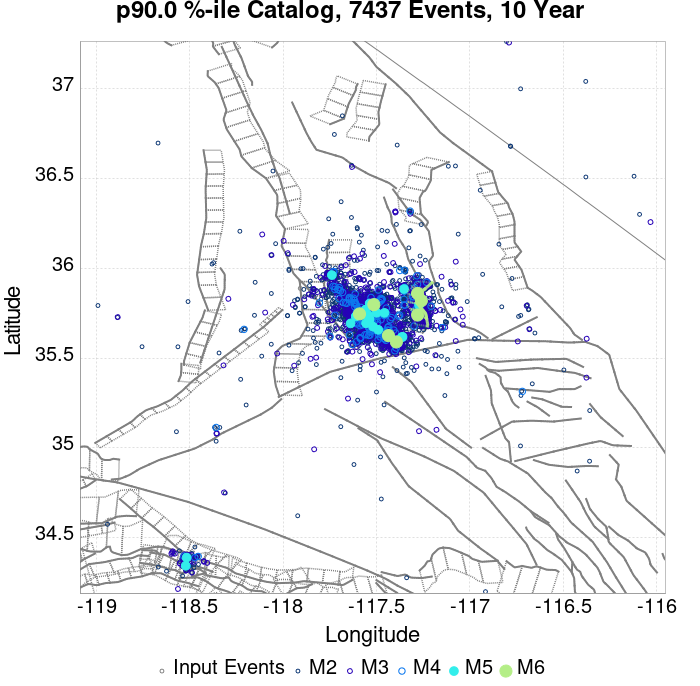 p90.0 %-ile Catalog, 7437 Events, 10 Year
37
36.5
36
35.5
35
34.5
Latitude
-119 -118.5 -118 -117.5 -117 -116.5 -116
Longitude
Input Events M2 M3 M4 M5 M6